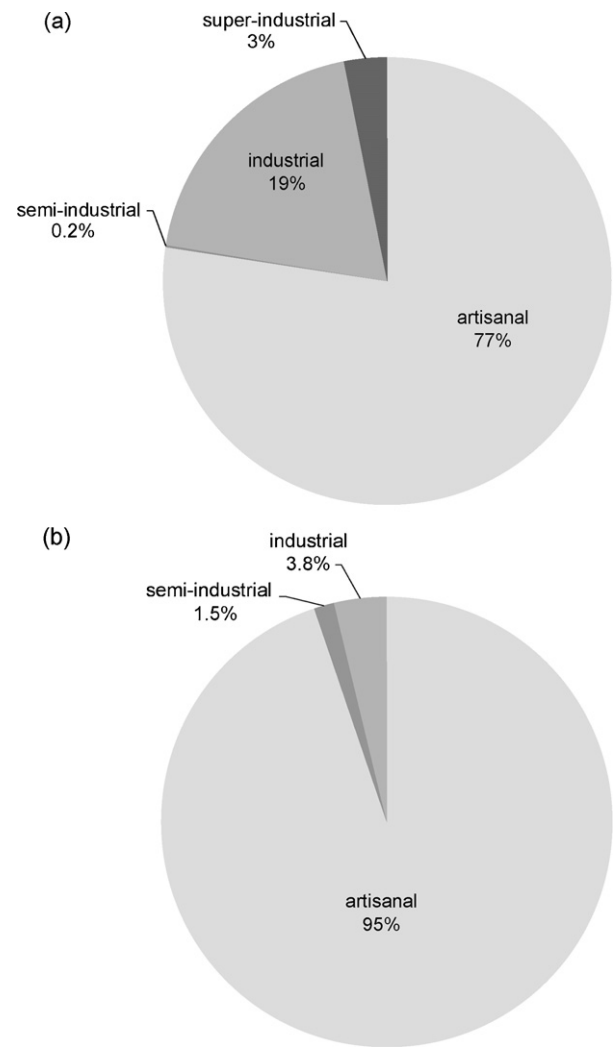 (a)
super-industrial
3%
industrial
19%
semi-industrial
0.2%
artisanal
77%
(b)
industrial
3.8%
semi-industrial
1.5%
artisanal
95%